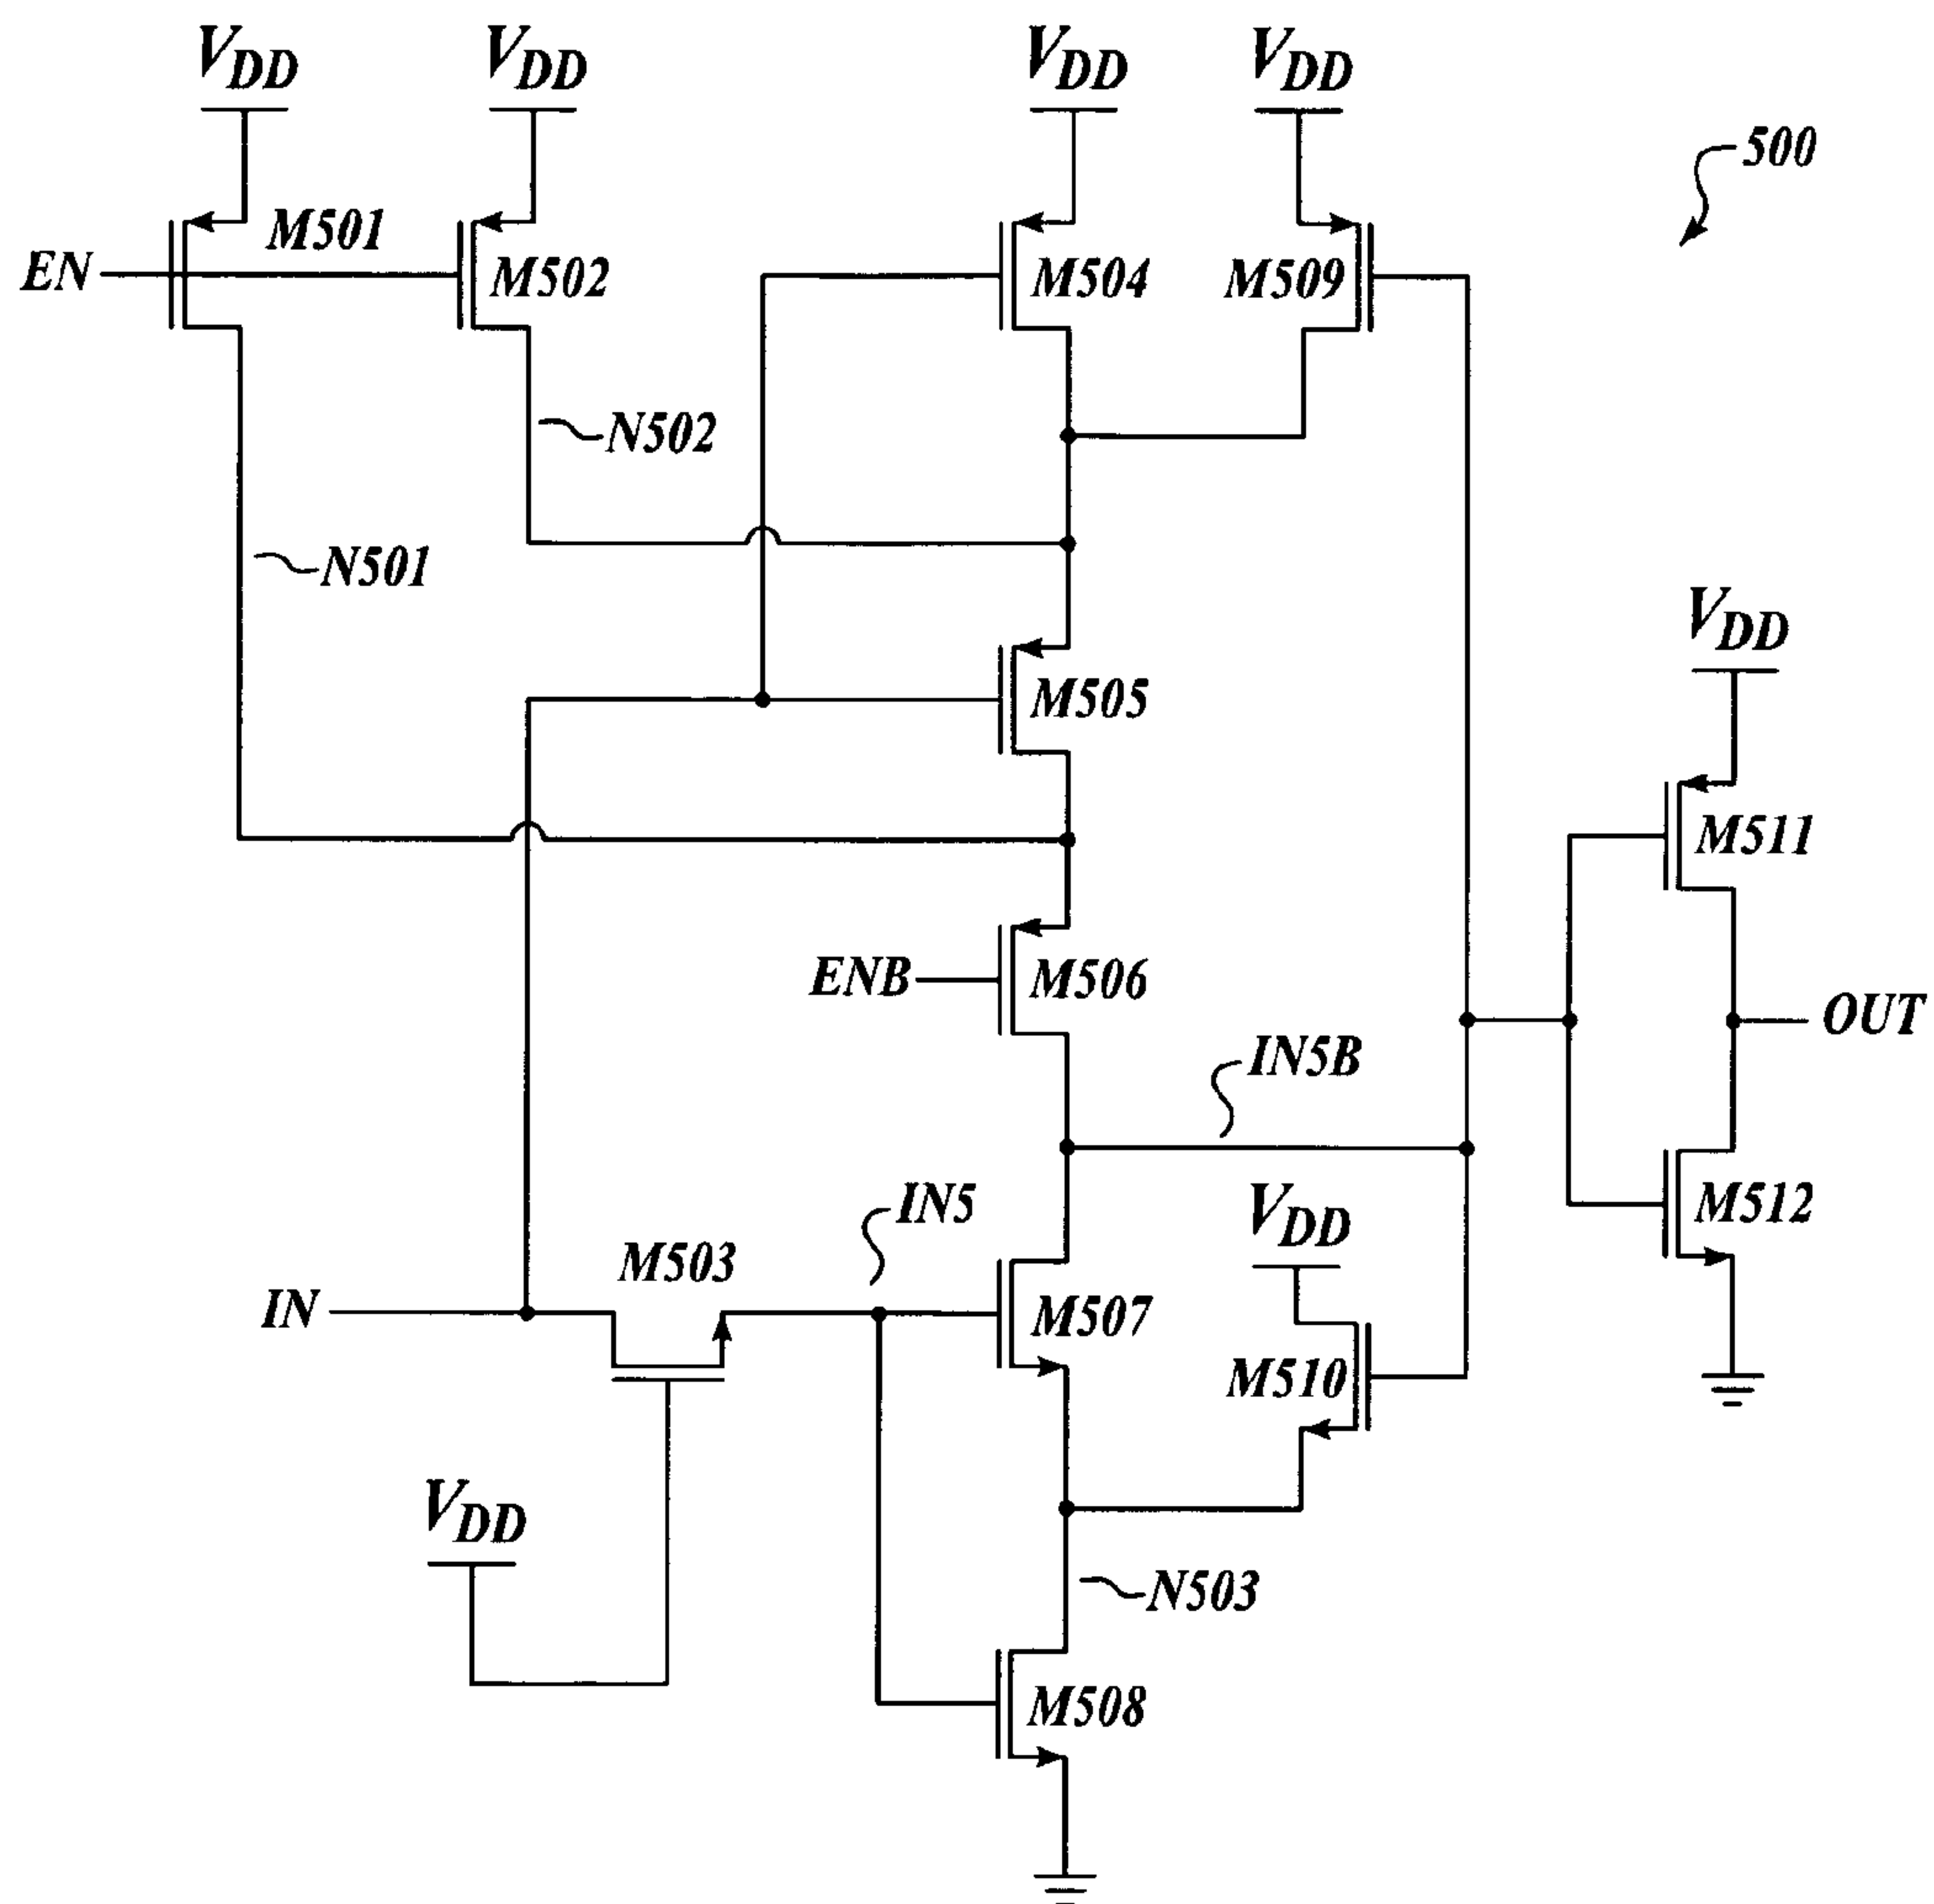 VDD VDD VDD VDD
500
EN M501 M502 M504 M509
N502
N501
VDD
M505
M511
ENB M506
OUT
IN5B
IN5 VDD M512
M503
IN M507
M510
VDD
N503
M508